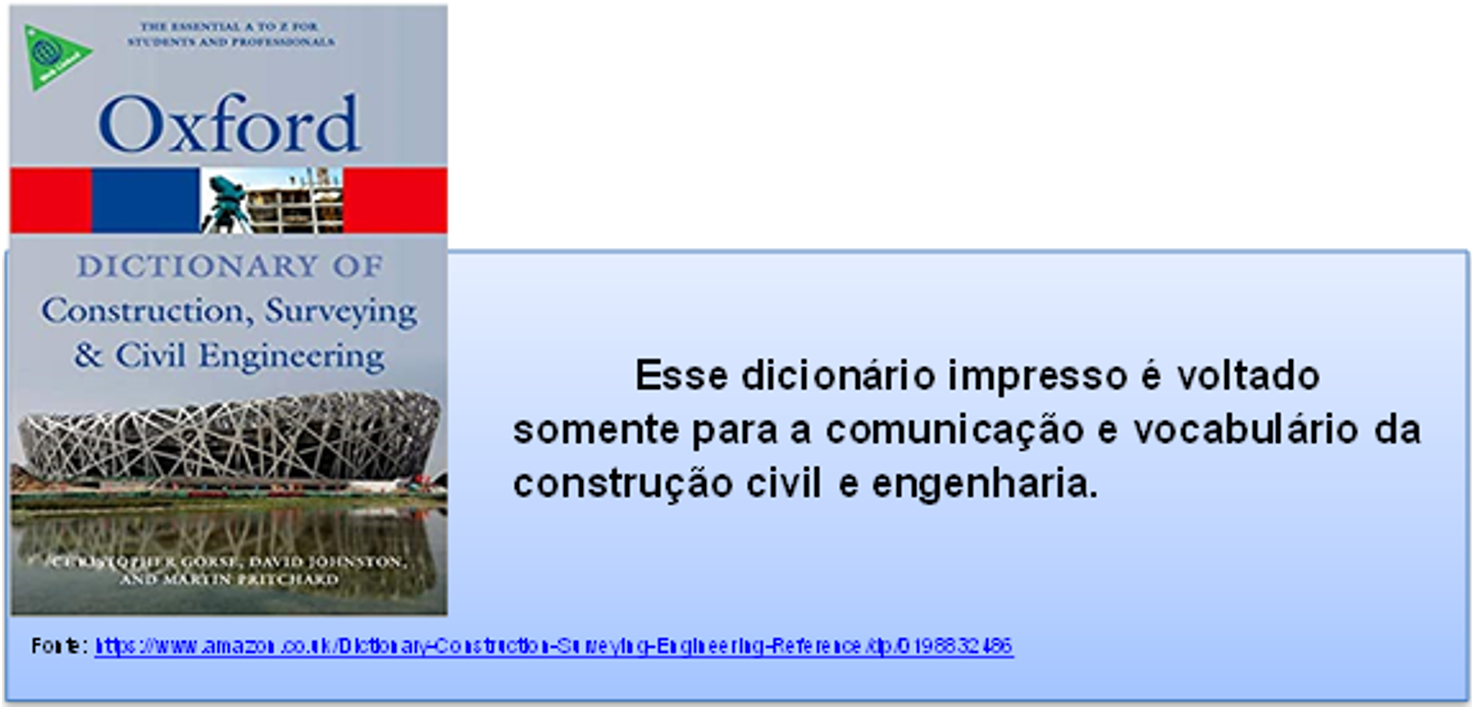 THE ESSENTIAL A TO Z FOR
STUDENTS AND PROFESSIONALS
Web Linked
Oxford
DICTIONARY OF
Construction, Surveying
& Civil Engineering
CHRISTOPHER GORSE, DAVID JOHNSTON,
AND MARTIN PRITCHARD
Esse dicionário impresso é voltado
somente para a comunicação e vocabulário da
construção civil e engenharia.
Fonte: https://www.amazon.co.uk/Dictionary-Construction-Surveying-Engineering-Reference/dp/0198832486